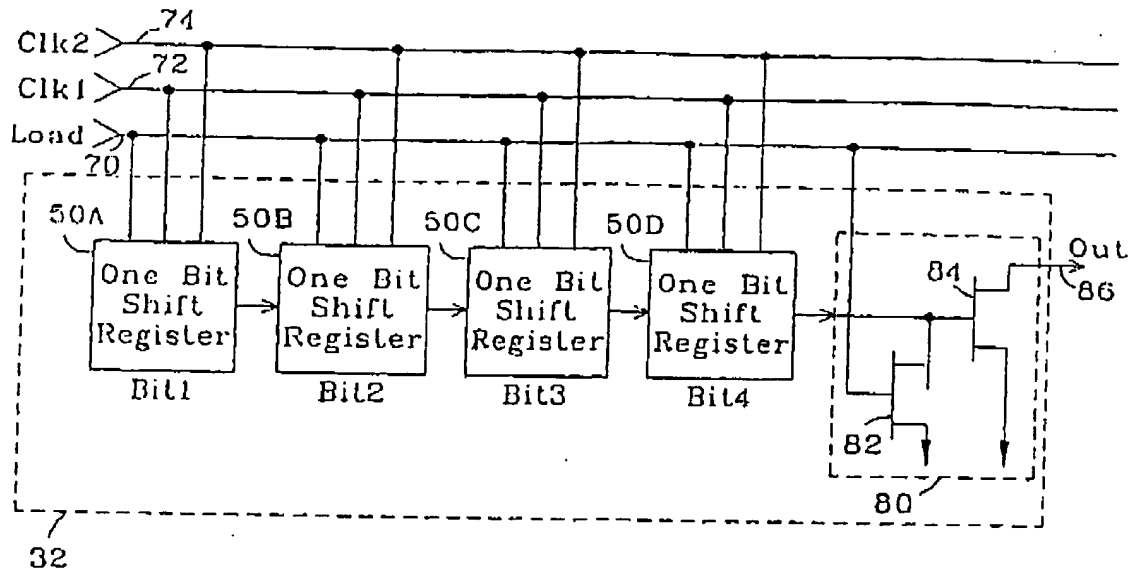 Clk2
74
Clk1
72
Load
70
50A
50B
50C
50D
One Bit
Shift
Register
One Bit
Shift
Register
One Bit
Shift
Register
One Bit
Shift
Register
Bit1
Bit2
Bit3
Bit4
84
Out
86
82
80
32